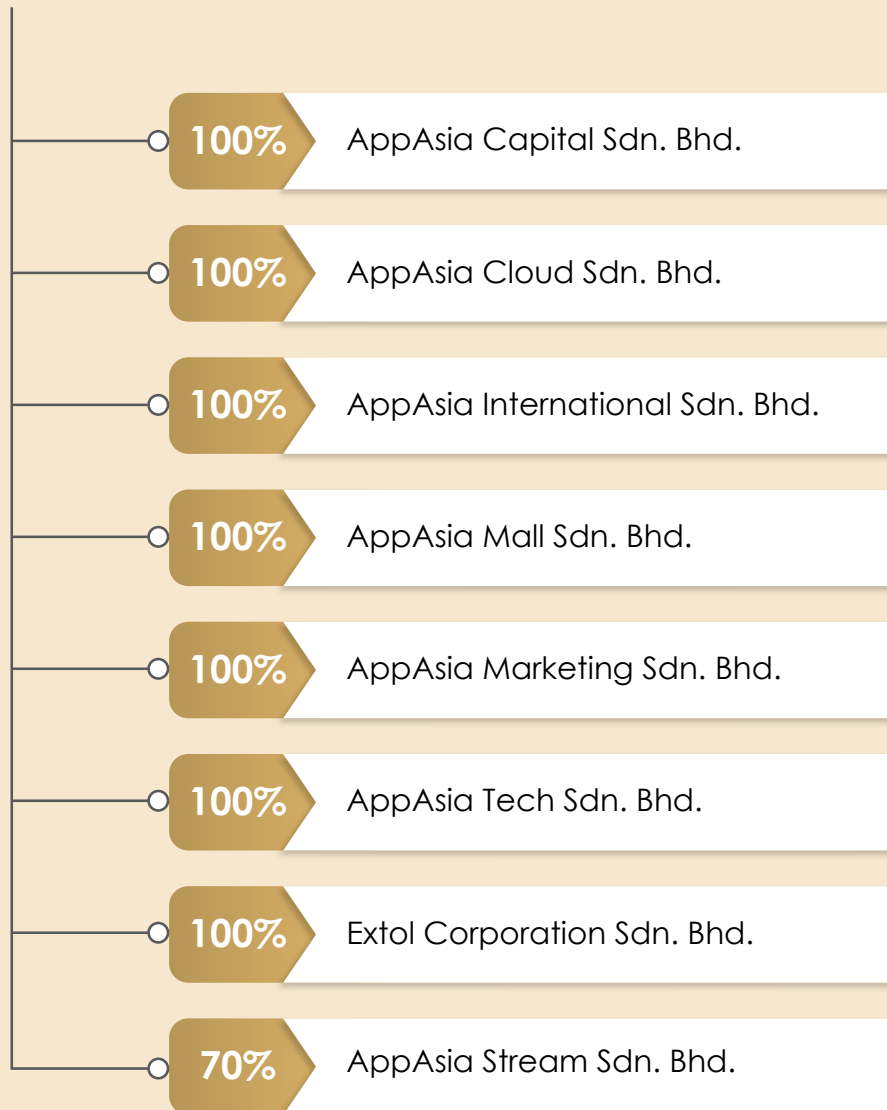 100% AppAsia Capital Sdn. Bhd.
100% AppAsia Cloud Sdn. Bhd.
100% AppAsia International Sdn. Bhd.
100% AppAsia Mall Sdn. Bhd.
100% AppAsia Marketing Sdn. Bhd.
100% AppAsia Tech Sdn. Bhd.
100% Extol Corporation Sdn. Bhd.
70% AppAsia Stream Sdn. Bhd.